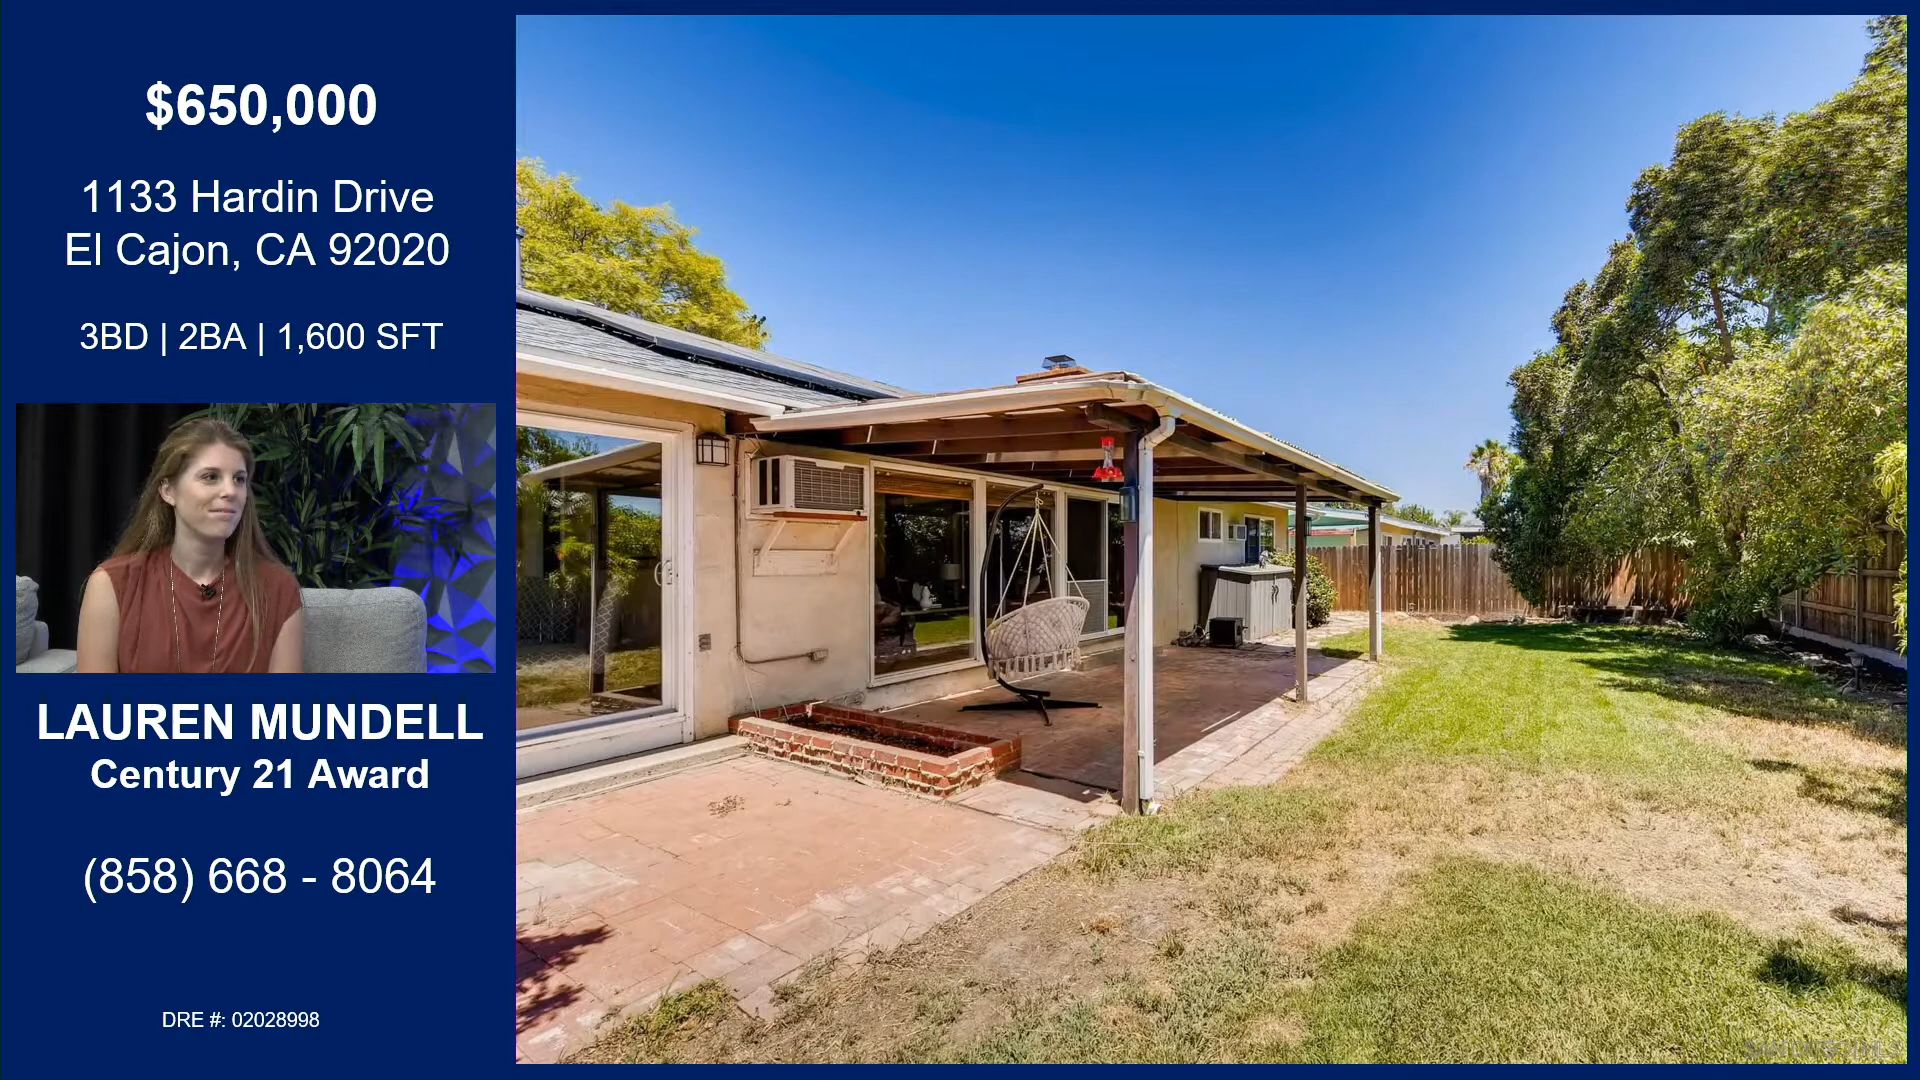 $650,000
1133 Hardin Drive
El Cajon, CA 92020
3BD | 2BA | 1,600 SFT
LAUREN MUNDELL
Century 21 Award
(858) 668 - 8064
DRE #: 02028998